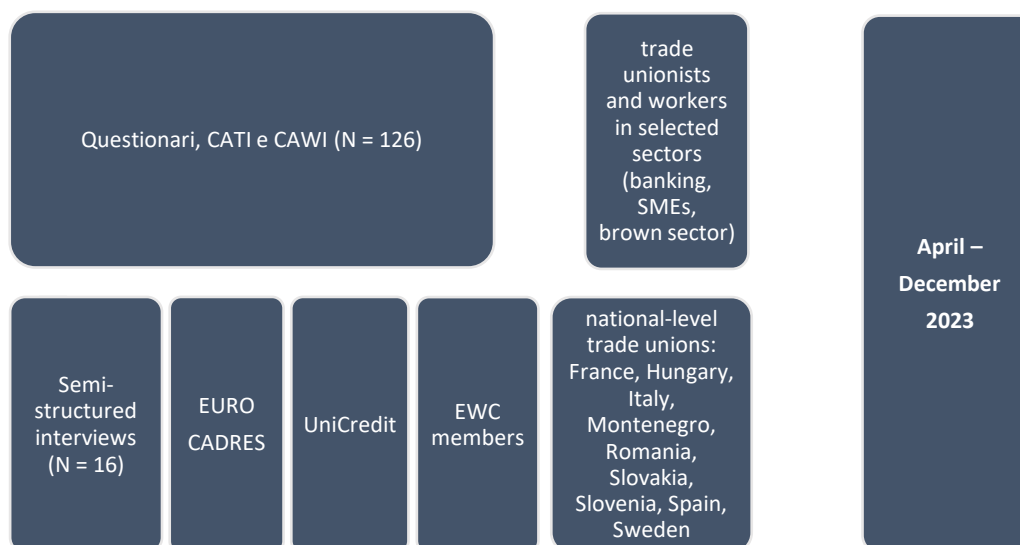 Questionari, CATI e CAWI (N = 126)
trade
unionists
and workers
in selected
sectors
(banking,
SMEs,
brown sector)
April –
December
2023
Semi-
structured
interviews
(N = 16)
EURO
CADRES
UniCredit
EWC
members
national-level
trade unions:
France, Hungary,
Italy,
Montenegro,
Romania,
Slovakia,
Slovenia, Spain,
Sweden